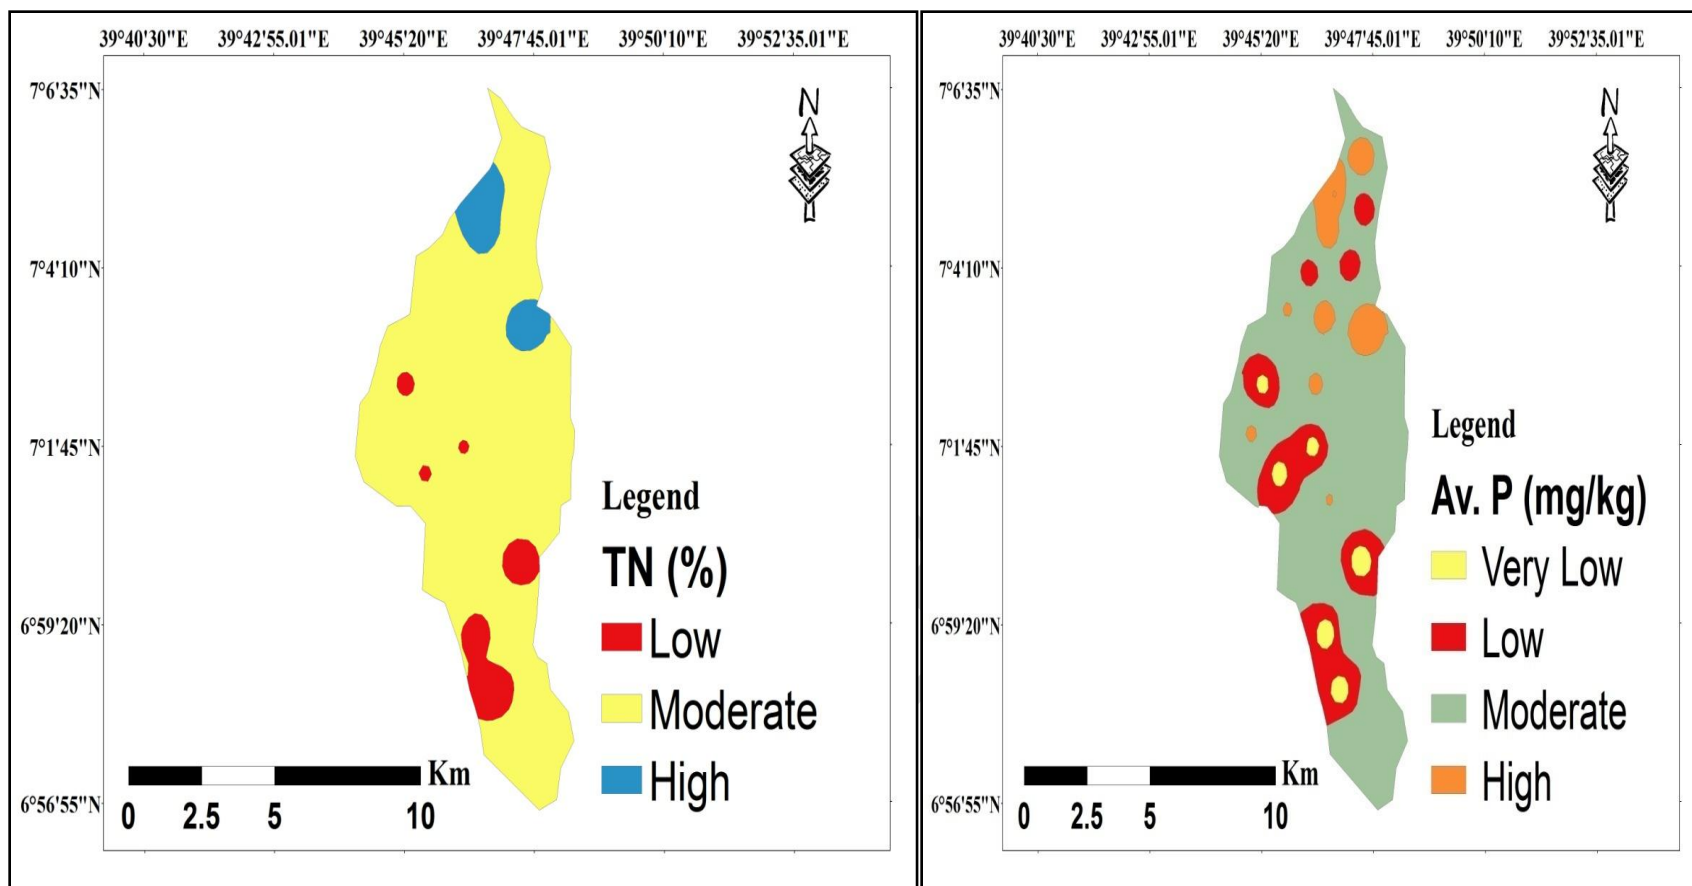 39°40'30"E 39°42'55.01"E 39°45'20"E 39°47'45.01"E 39°50'10"E 39°52'35.01"E
7°6'35"N
N
7°4'10"N
7°1'45"N
Legend
TN (%)
6°59'20"N
Low
Moderate
High
Km
0 2.5 5 10
6°56'55"N
39°40'30"E 39°42'55.01"E 39°45'20"E 39°47'45.01"E 39°50'10"E 39°52'35.01"E
7°6'35"N
N
7°4'10"N
Legend
7°1'45"N
Av. P (mg/kg)
Very Low
6°59'20"N
Low
Moderate
High
Km
0 2.5 5 10
6°56'55"N